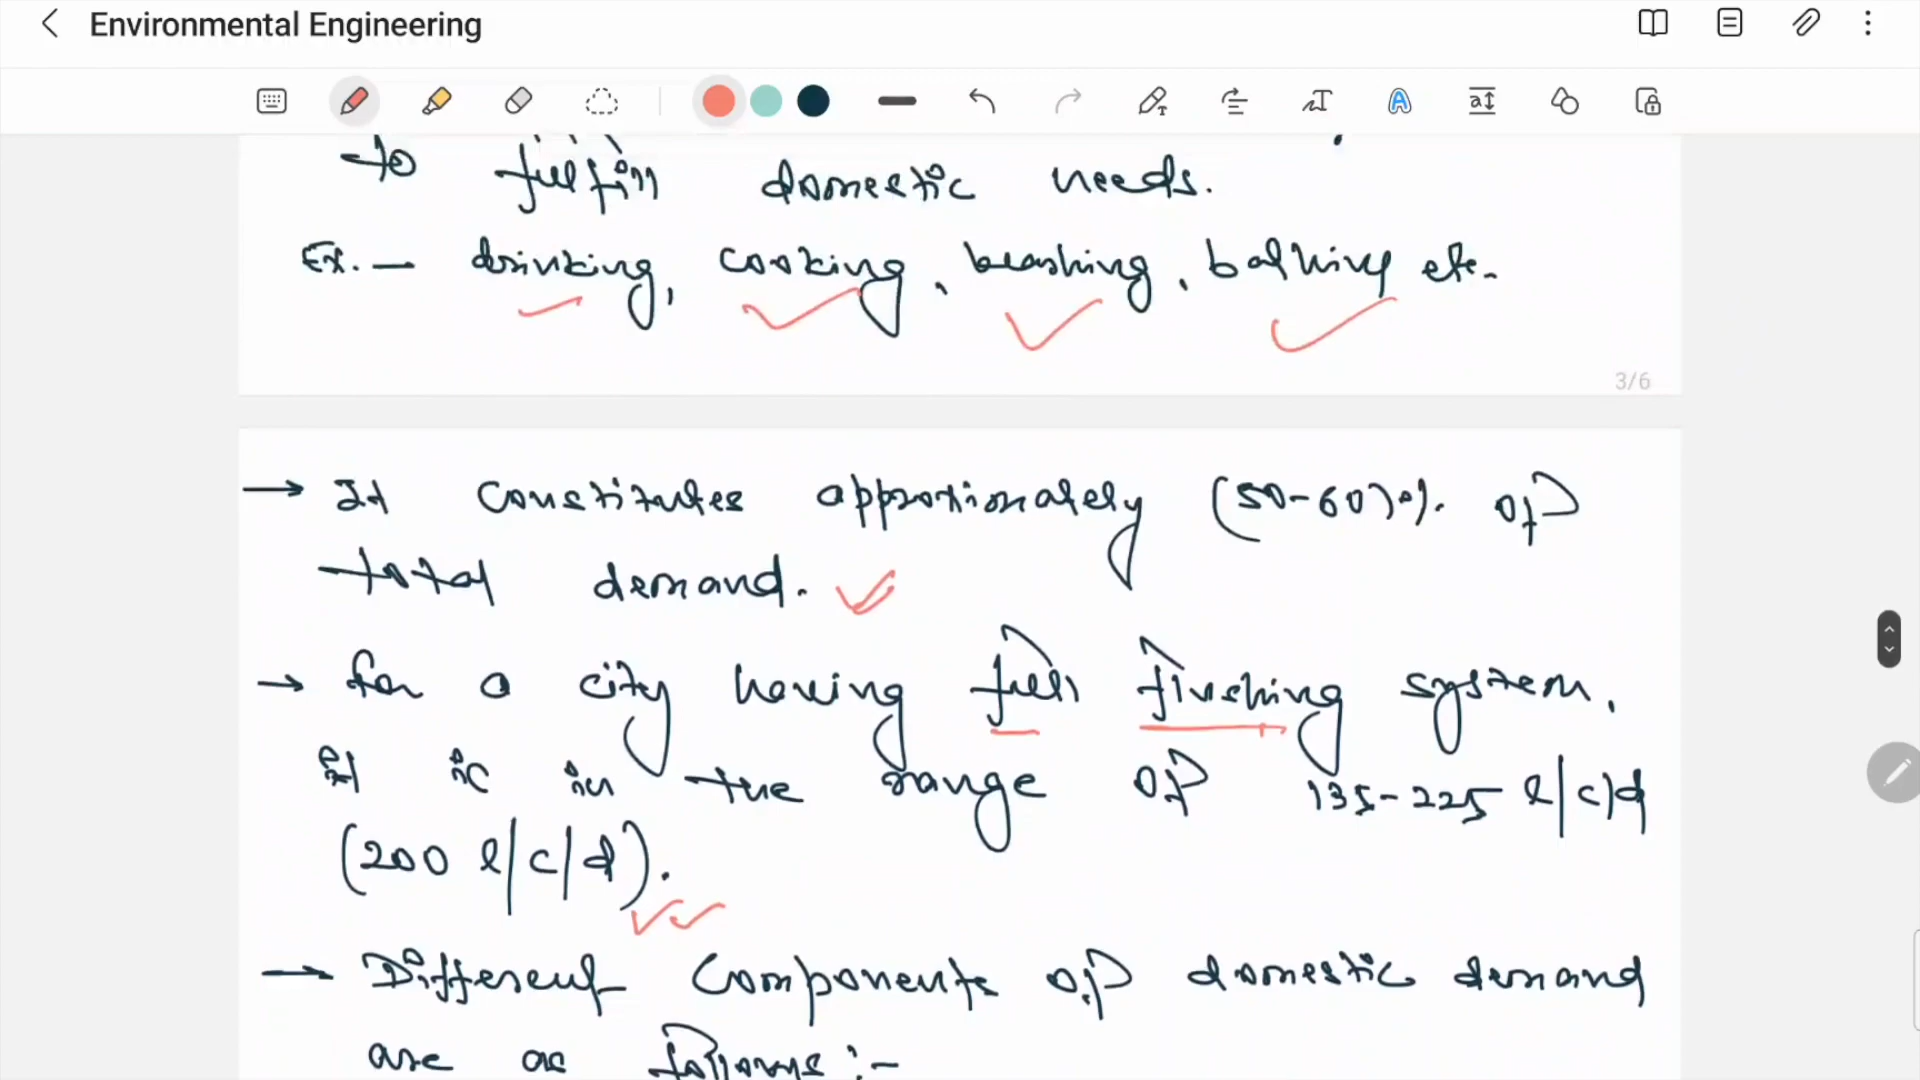 Environmental Engineering
to fulfill domestic needs.
Ex. — drinking, cooking, washing, bathing etc.
3/6
→ It constitutes approximately (50-60)% of
total demand.
→ for a city having full flushing system,
it is in the range of 135-225 l/c/d
(200 l/c/d).
→ Different components of domestic demand
are as follows:-